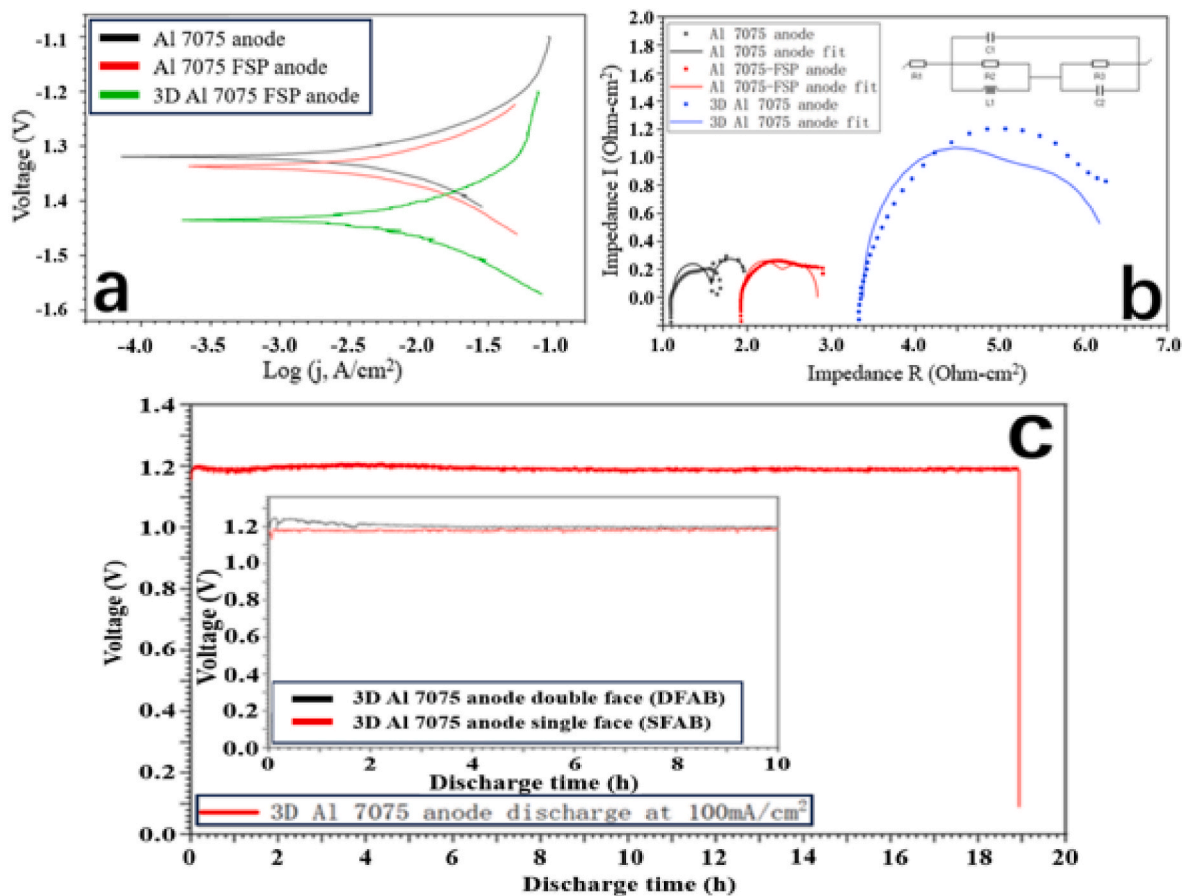 Al 7075 anode
Al 7075 FSP anode
3D Al 7075 FSP anode
-1.1
-1.2
-1.3
-1.4
-1.5
-1.6
Voltage (V)
a
-4.0 -3.5 -3.0 -2.5 -2.0 -1.5 -1.0
Log (j, A/cm²)
Al 7075 anode
Al 7075 anode fit
Al 7075-FSP anode
Al 7075-FSP anode fit
3D Al 7075 anode
3D Al 7075 anode fit
C1
R1 R2 R3
L1 C2
2.0
1.8
1.6
1.4
1.2
1.0
0.8
0.6
0.4
0.2
0.0
Impedance I (Ohm-cm²)
b
1.0 2.0 3.0 4.0 5.0 6.0 7.0
Impedance R (Ohm-cm²)
c
1.4
1.2
1.0
0.8
0.6
0.4
0.2
0.0
Voltage (V)
1.2
1.0
0.8
0.6
0.4
0.2
0.0
Voltage (V)
3D Al 7075 anode double face (DFAB)
3D Al 7075 anode single face (SFAB)
0 2 4 6 8 10
Discharge time (h)
3D Al 7075 anode discharge at 100mA/cm²
0 2 4 6 8 10 12 14 16 18 20
Discharge time (h)